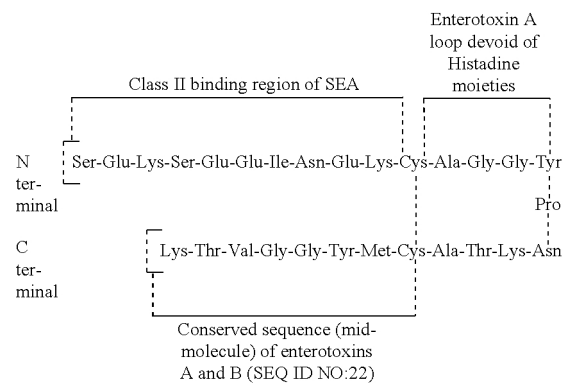 Enterotoxin A
loop devoid of
Histadine
moieties
Class II binding region of SEA
N
ter-
minal
Ser-Glu-Lys-Ser-Glu-Glu-Ile-Asn-Glu-Lys-Cys-Ala-Gly-Gly-Tyr
Pro
C
ter-
minal
Lys-Thr-Val-Gly-Gly-Tyr-Met-Cys-Ala-Thr-Lys-Asn
Conserved sequence (mid-
molecule) of enterotoxins
A and B (SEQ ID NO:22)